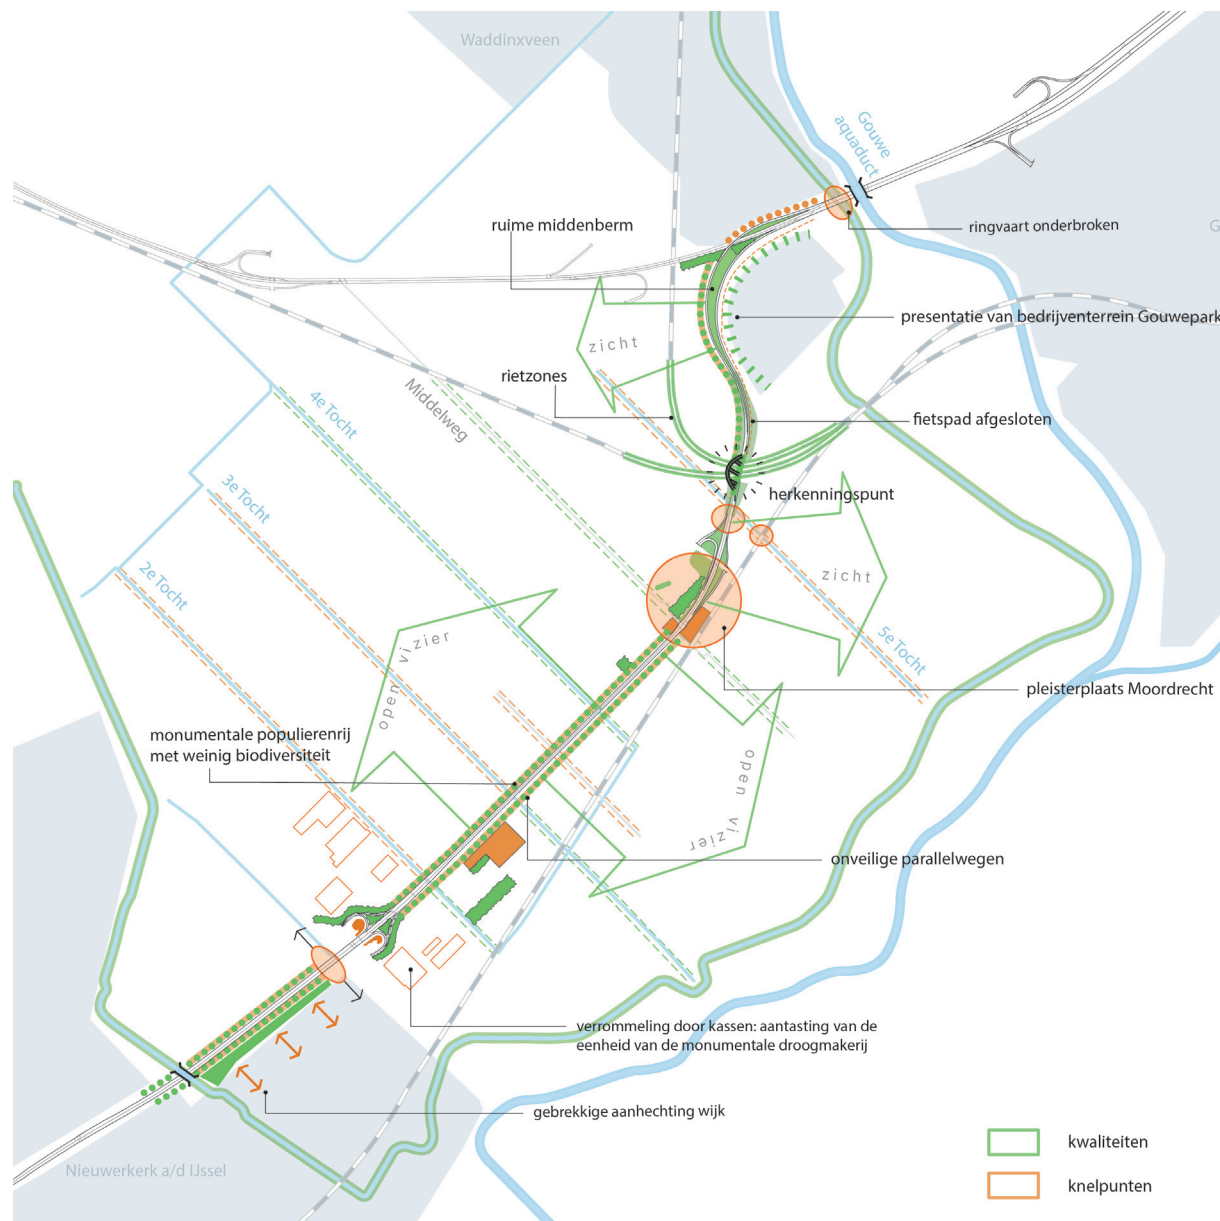 Waddinxveen
Gouwe
aquaduct
ruime middenberm
ringvaart onderbroken
G
presentatie van bedrijventerrein Gouwepark
zicht
rietzones
Middelweg
4e Tocht
fietspad afgesloten
3e Tocht
herkenningspunt
2e Tocht
zicht
open vizier
5e Tocht
pleisterplaats Moordrecht
monumentale populierenrij
met weinig biodiversiteit
open vizier
onveilige parallelwegen
verrommeling door kassen: aantasting van de
eenheid van de monumentale droogmakerij
gebrekkige aanhechting wijk
Nieuwerkerk a/d IJssel
kwaliteiten
knelpunten